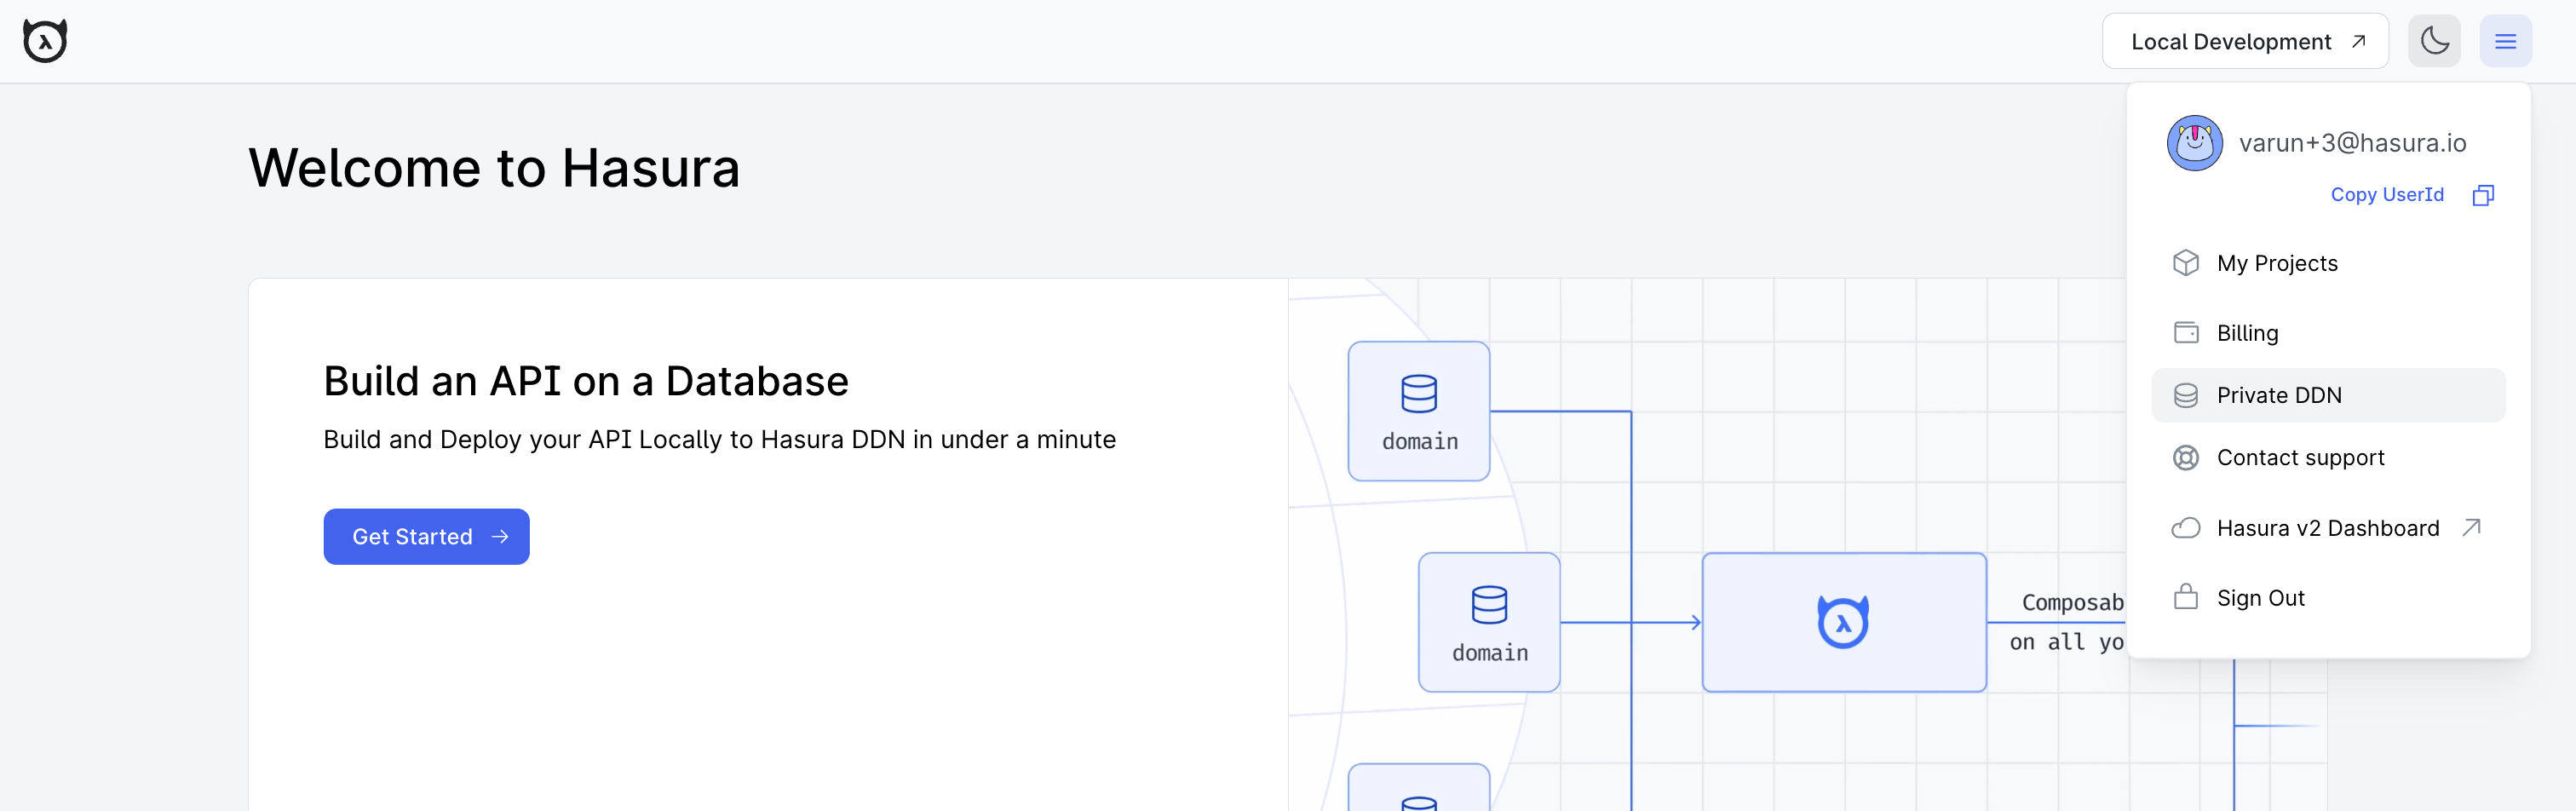 Local Development
Welcome to Hasura
varun+3@hasura.io
Copy UserId
My Projects
Billing
Private DDN
Contact support
Hasura v2 Dashboard
Sign Out
Build an API on a Database
Build and Deploy your API Locally to Hasura DDN in under a minute
Get Started
domain
domain
Composab
on all yo